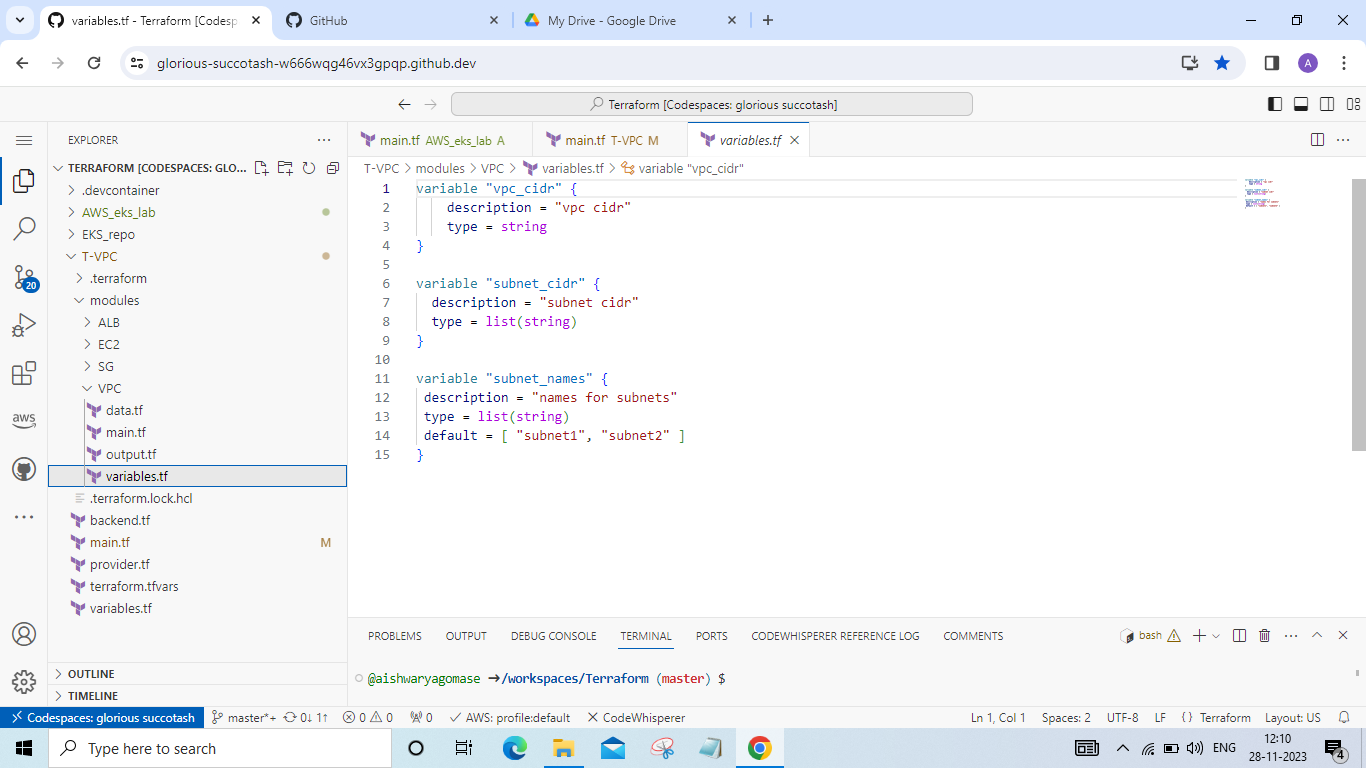 variables.tf - Terraform [Codesp
GitHub
My Drive - Google Drive
glorious-succotash-w666wqg46vx3gpqp.github.dev
A
Terraform [Codespaces: glorious succotash]
EXPLORER
main.tf AWS_eks_lab A
main.tf T-VPC M
variables.tf
TERRAFORM [CODESPACES: GLO...
T-VPC > modules > VPC > variables.tf > variable "vpc_cidr"
.devcontainer
AWS_eks_lab
EKS_repo
T-VPC
.terraform
modules
ALB
EC2
SG
VPC
data.tf
main.tf
output.tf
variables.tf
.terraform.lock.hcl
backend.tf
main.tf M
provider.tf
terraform.tfvars
variables.tf
OUTLINE
TIMELINE
20
aws
1 variable "vpc_cidr" {
2 description = "vpc cidr"
3 type = string
4 }
5
6 variable "subnet_cidr" {
7 description = "subnet cidr"
8 type = list(string)
9 }
10
11 variable "subnet_names" {
12 description = "names for subnets"
13 type = list(string)
14 default = [ "subnet1", "subnet2" ]
15 }
PROBLEMS OUTPUT DEBUG CONSOLE TERMINAL PORTS CODEWHISPERER REFERENCE LOG COMMENTS bash
@aishwaryagomase →/workspaces/Terraform (master) $
Codespaces: glorious succotash master*+ 0↓ 1↑ 0 0 0 AWS: profile:default CodeWhisperer Ln 1, Col 1 Spaces: 2 UTF-8 LF {} Terraform Layout: US
Type here to search
ENG
12:10
28-11-2023
4